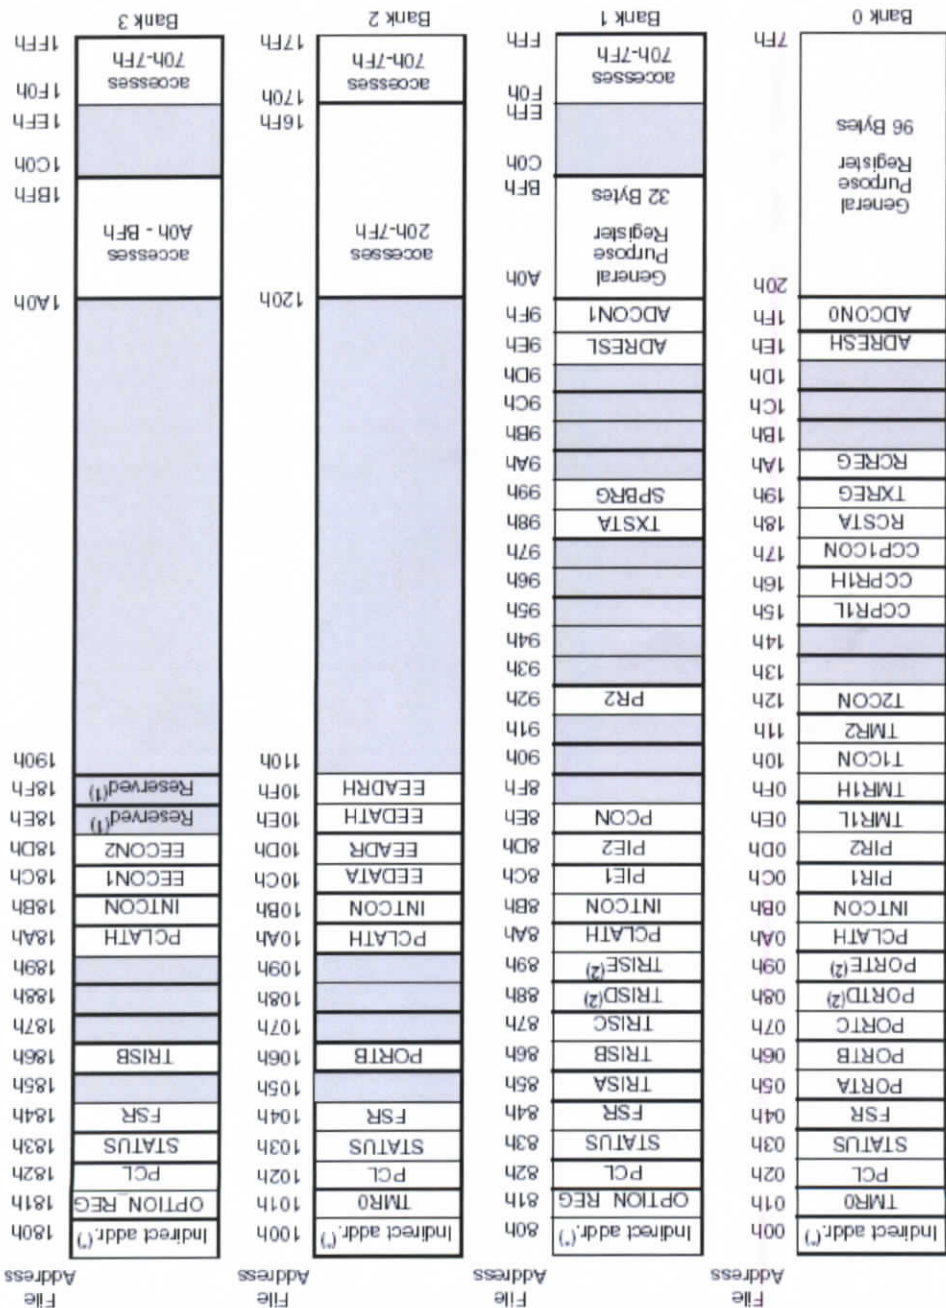 File
Address
Indirect addr.(*) 00h
TMR0 01h
PCL 02h
STATUS 03h
FSR 04h
PORTA 05h
PORTB 06h
PORTC 07h
PORTD(2) 08h
PORTE(2) 09h
PCLATH 0Ah
INTCON 0Bh
PIR1 0Ch
PIR2 0Dh
TMR1L 0Eh
TMR1H 0Fh
T1CON 10h
TMR2 11h
T2CON 12h
13h
14h
CCPR1L 15h
CCPR1H 16h
CCP1CON 17h
RCSTA 18h
TXREG 19h
RCREG 1Ah
1Bh
1Ch
1Dh
ADRESH 1Eh
ADCON0 1Fh
20h
General
Purpose
Register
96 Bytes
7Fh
Bank 0
File
Address
Indirect addr.(*) 80h
OPTION_REG 81h
PCL 82h
STATUS 83h
FSR 84h
TRISA 85h
TRISB 86h
TRISC 87h
TRISD(2) 88h
TRISE(2) 89h
PCLATH 8Ah
INTCON 8Bh
PIE1 8Ch
PIE2 8Dh
PCON 8Eh
8Fh
90h
91h
PR2 92h
93h
94h
95h
96h
97h
TXSTA 98h
SPBRG 99h
9Ah
9Bh
9Ch
9Dh
ADRESL 9Eh
ADCON1 9Fh
General A0h
Purpose
Register
32 Bytes BFh
C0h
EFh
accesses F0h
70h-7Fh
FFh
Bank 1
File
Address
Indirect addr.(*) 100h
TMR0 101h
PCL 102h
STATUS 103h
FSR 104h
105h
PORTB 106h
107h
108h
109h
PCLATH 10Ah
INTCON 10Bh
EEDATA 10Ch
EEADR 10Dh
EEDATH 10Eh
EEADRH 10Fh
110h
120h
accesses
20h-7Fh
16Fh
170h
accesses
70h-7Fh
17Fh
Bank 2
File
Address
Indirect addr.(*) 180h
OPTION_REG 181h
PCL 182h
STATUS 183h
FSR 184h
185h
TRISB 186h
187h
188h
189h
PCLATH 18Ah
INTCON 18Bh
EECON1 18Ch
EECON2 18Dh
Reserved(1) 18Eh
Reserved(1) 18Fh
190h
1A0h
accesses
A0h - BFh
1BFh
1C0h
1EFh
accesses 1F0h
70h-7Fh
1FFh
Bank 3